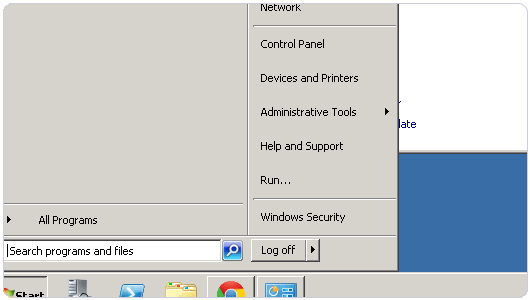 Network
Control Panel
Devices and Printers
Administrative Tools
late
Help and Support
Run...
All Programs
Windows Security
Search programs and files
Log off
Start